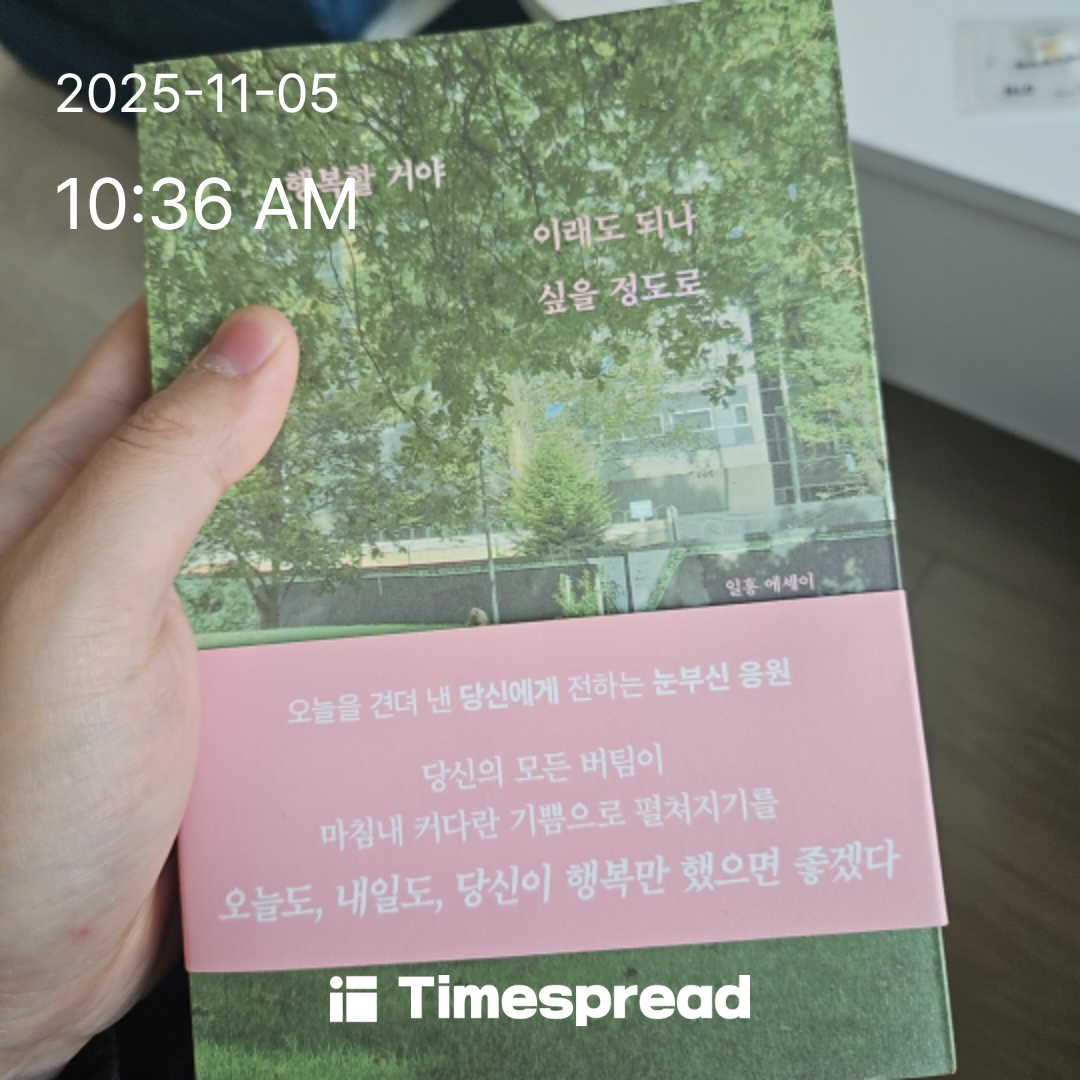 2025-11-05
10:36 AM
행복할 거야
이래도 되나
싶을 정도로
일홍 에세이
오늘을 견뎌 낸 당신에게 전하는 눈부신 응원
당신의 모든 버팀이
마침내 커다란 기쁨으로 펼쳐지기를
오늘도, 내일도, 당신이 행복만 했으면 좋겠다
Timespread